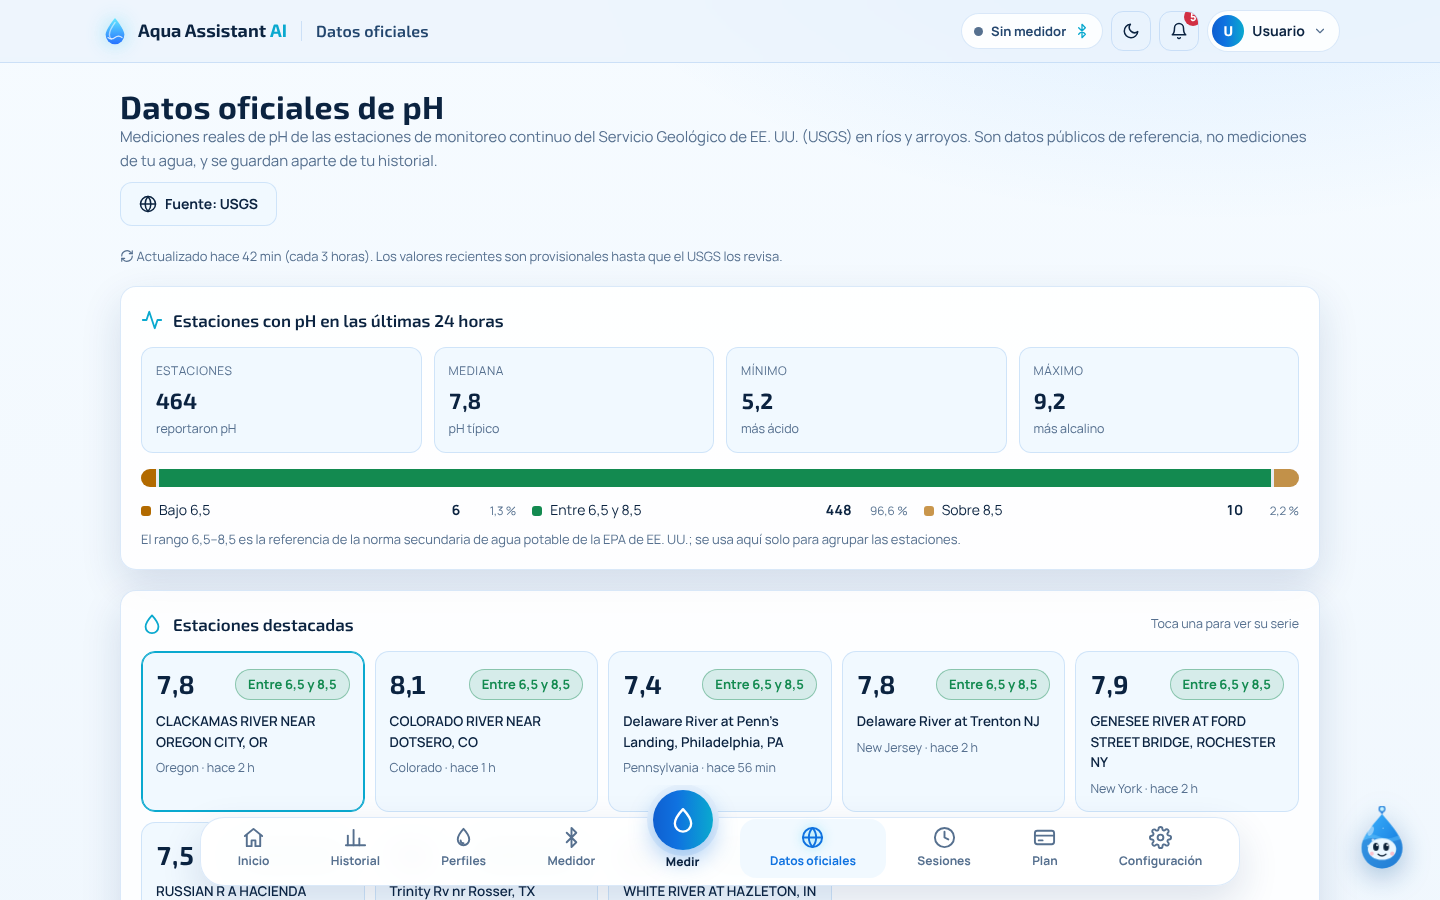 Aqua Assistant AI
Datos oficiales
Sin medidor
5
U
Usuario
Datos oficiales de pH
Mediciones reales de pH de las estaciones de monitoreo continuo del Servicio Geológico de EE. UU. (USGS) en ríos y arroyos. Son datos públicos de referencia, no mediciones
de tu agua, y se guardan aparte de tu historial.
Fuente: USGS
Actualizado hace 42 min (cada 3 horas). Los valores recientes son provisionales hasta que el USGS los revisa.
Estaciones con pH en las últimas 24 horas
ESTACIONES
464
reportaron pH
MEDIANA
7,8
pH típico
MÍNIMO
5,2
más ácido
MÁXIMO
9,2
más alcalino
Bajo 6,5 6 1,3 %
Entre 6,5 y 8,5 448 96,6 %
Sobre 8,5 10 2,2 %
El rango 6,5–8,5 es la referencia de la norma secundaria de agua potable de la EPA de EE. UU.; se usa aquí solo para agrupar las estaciones.
Estaciones destacadas
Toca una para ver su serie
7,8 Entre 6,5 y 8,5
CLACKAMAS RIVER NEAR
OREGON CITY, OR
Oregon · hace 2 h
8,1 Entre 6,5 y 8,5
COLORADO RIVER NEAR
DOTSERO, CO
Colorado · hace 1 h
7,4 Entre 6,5 y 8,5
Delaware River at Penn's
Landing, Philadelphia, PA
Pennsylvania · hace 56 min
7,8 Entre 6,5 y 8,5
Delaware River at Trenton NJ
New Jersey · hace 2 h
7,9 Entre 6,5 y 8,5
GENESEE RIVER AT FORD
STREET BRIDGE, ROCHESTER
NY
New York · hace 2 h
7,5
RUSSIAN R A HACIENDA
Trinity Rv nr Rosser, TX
WHITE RIVER AT HAZLETON, IN
Inicio
Historial
Perfiles
Medidor
Medir
Datos oficiales
Sesiones
Plan
Configuración